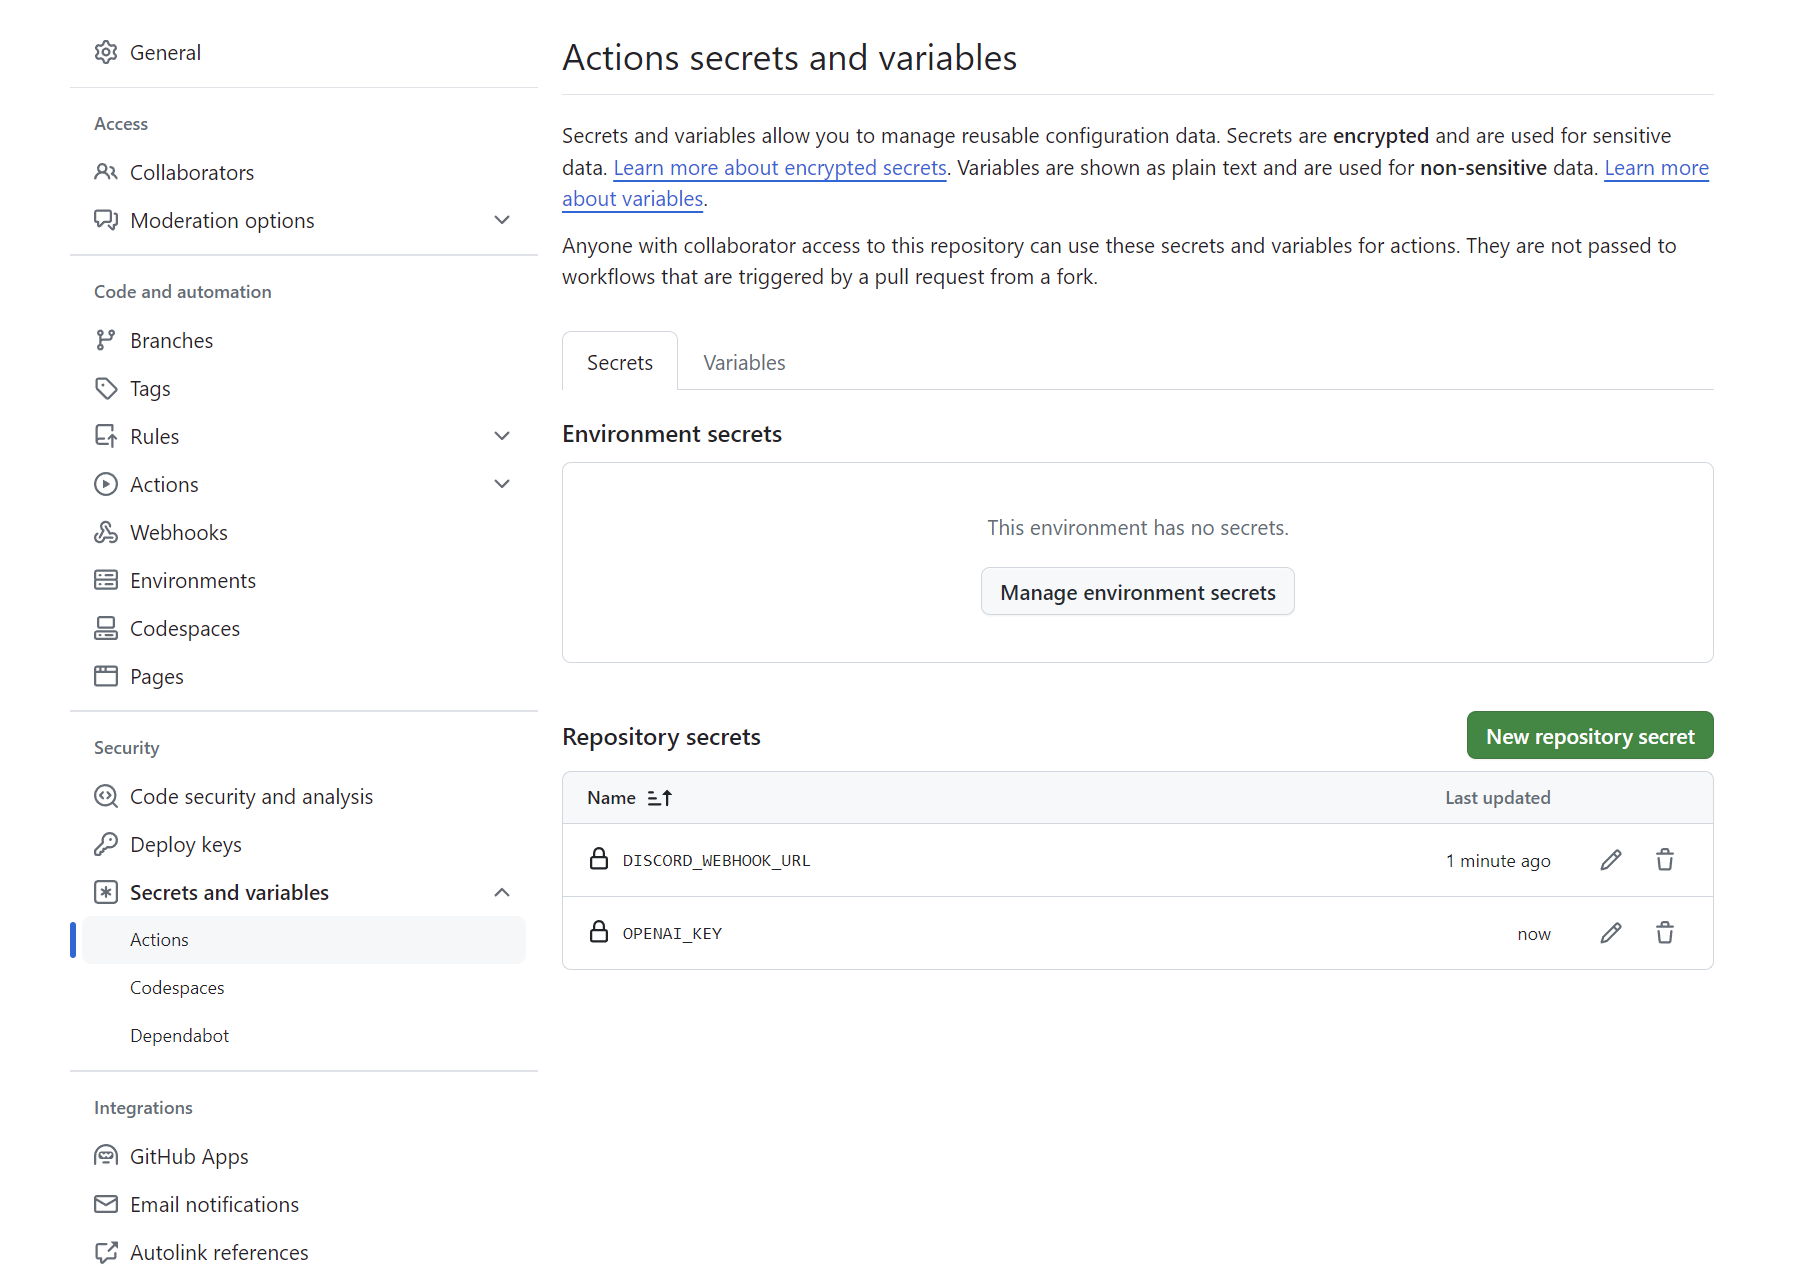 General
Access
Collaborators
Moderation options
Code and automation
Branches
Tags
Rules
Actions
Webhooks
Environments
Codespaces
Pages
Security
Code security and analysis
Deploy keys
Secrets and variables
Actions
Codespaces
Dependabot
Integrations
GitHub Apps
Email notifications
Autolink references
Actions secrets and variables
Secrets and variables allow you to manage reusable configuration data. Secrets are encrypted and are used for sensitive
data. Learn more about encrypted secrets. Variables are shown as plain text and are used for non-sensitive data. Learn more
about variables.
Anyone with collaborator access to this repository can use these secrets and variables for actions. They are not passed to
workflows that are triggered by a pull request from a fork.
Secrets Variables
Environment secrets
This environment has no secrets.
Manage environment secrets
Repository secrets New repository secret
Name Last updated
DISCORD_WEBHOOK_URL 1 minute ago
OPENAI_KEY now